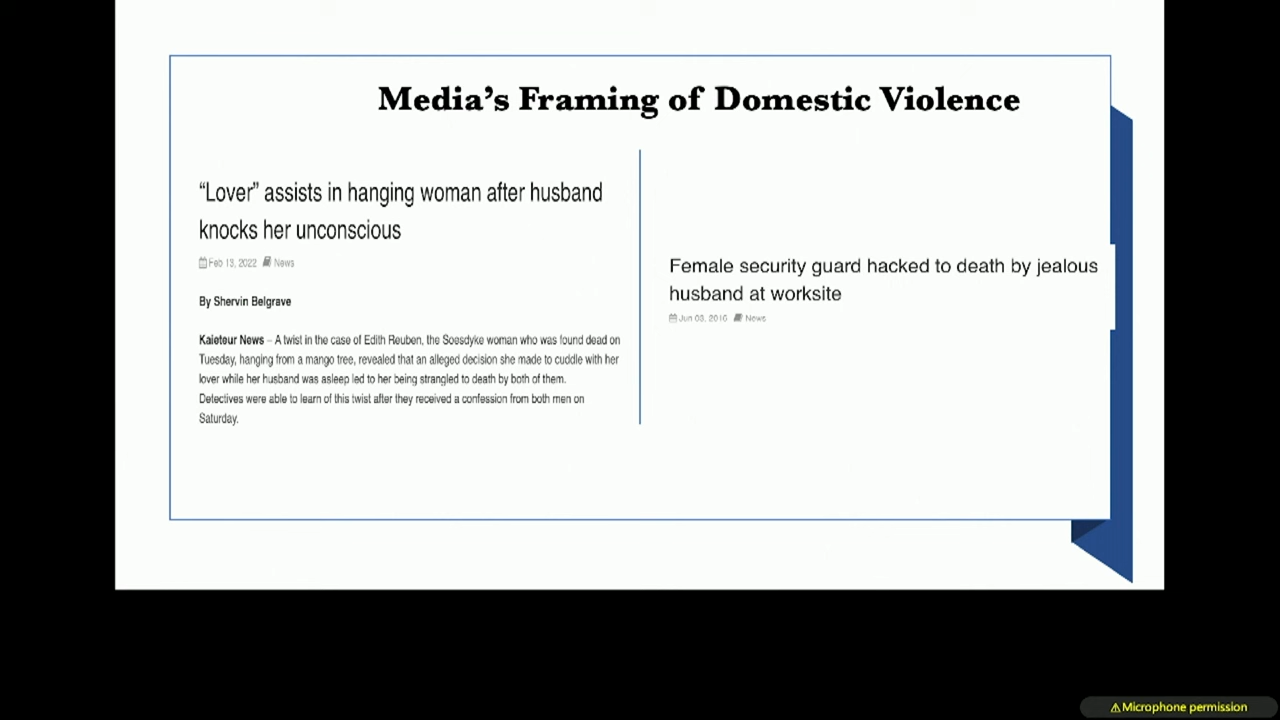 Media's Framing of Domestic Violence
“Lover” assists in hanging woman after husband
knocks her unconscious
Feb 13, 2022 News
By Shervin Belgrave
Kaieteur News – A twist in the case of Edith Reuben, the Soesdyke woman who was found dead on
Tuesday, hanging from a mango tree, revealed that an alleged decision she made to cuddle with her
lover while her husband was asleep led to her being strangled to death by both of them.
Detectives were able to learn of this twist after they received a confession from both men on
Saturday.
Female security guard hacked to death by jealous
husband at worksite
Jun 03, 2016 News
⚠Microphone permission